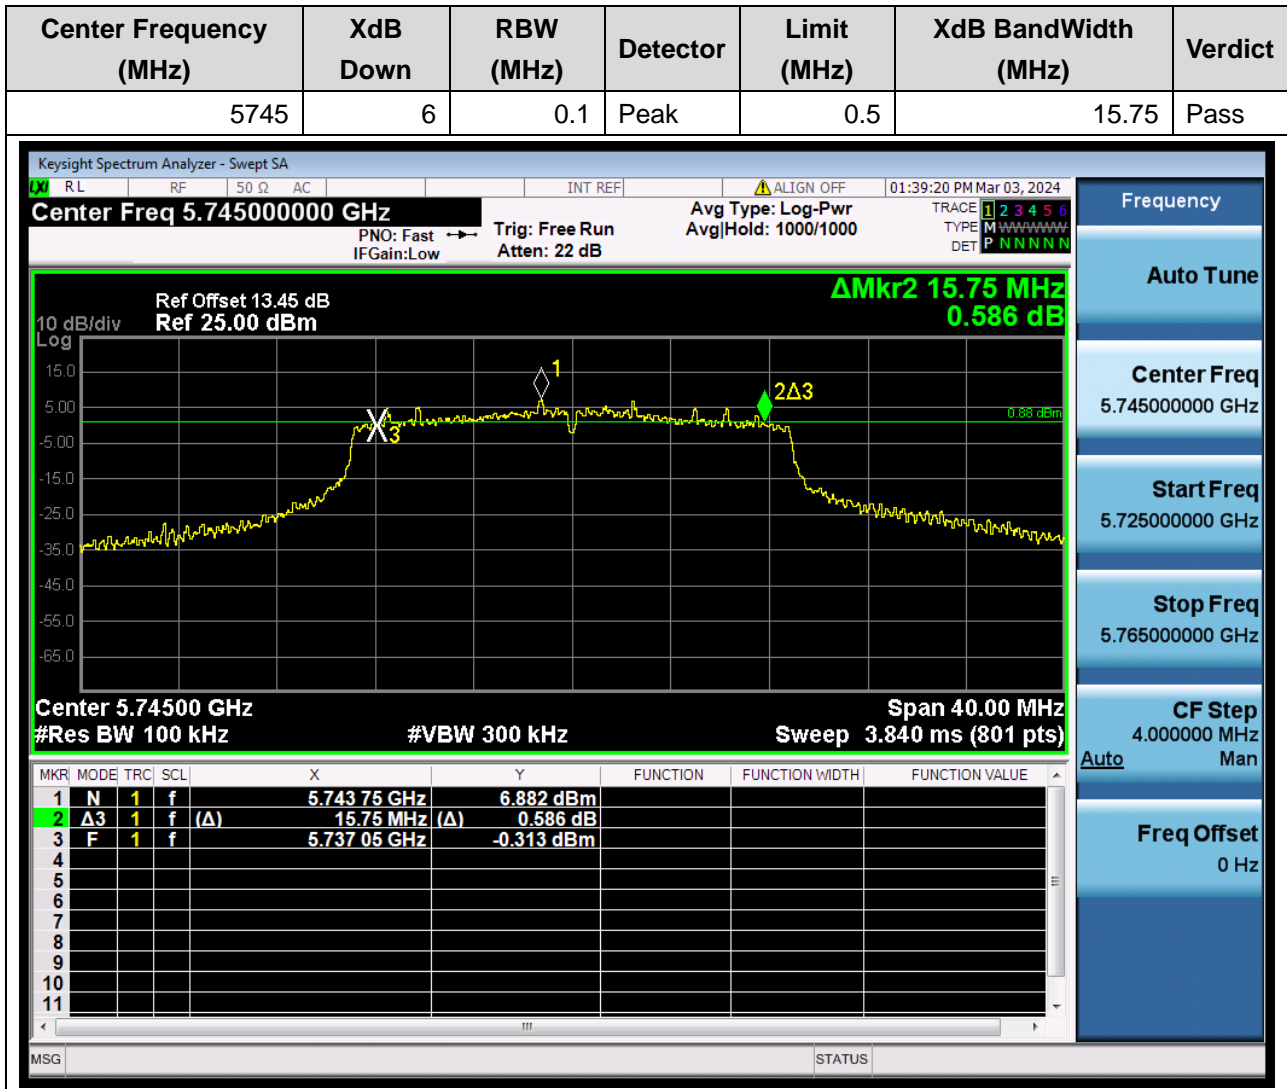 Center Frequency (MHz) XdB Down RBW (MHz) Detector Limit (MHz) XdB BandWidth (MHz) Verdict
5745 6 0.1 Peak 0.5 15.75 Pass
Keysight Spectrum Analyzer - Swept SA
LXI RL RF 50 Ω AC INT REF ALIGN OFF 01:39:20 PM Mar 03, 2024
Center Freq 5.745000000 GHz
PNO: Fast
IFGain:Low
Trig: Free Run
Atten: 22 dB
Avg Type: Log-Pwr
Avg|Hold: 1000/1000
TRACE 1 2 3 4 5 6
TYPE M WWWWW
DET P N N N N N
Ref Offset 13.45 dB
10 dB/div Ref 25.00 dBm
Log
ΔMkr2 15.75 MHz
0.586 dB
15.0
5.00
-5.00
-15.0
-25.0
-35.0
-45.0
-55.0
-65.0
1
2Δ3
3
0.88 dBm
Center 5.74500 GHz Span 40.00 MHz
#Res BW 100 kHz #VBW 300 kHz Sweep 3.840 ms (801 pts)
MKR MODE TRC SCL X Y FUNCTION FUNCTION WIDTH FUNCTION VALUE
1 N 1 f 5.743 75 GHz 6.882 dBm
2 Δ3 1 f (Δ) 15.75 MHz (Δ) 0.586 dB
3 F 1 f 5.737 05 GHz -0.313 dBm
4
5
6
7
8
9
10
11
MSG STATUS
Frequency
Auto Tune
Center Freq
5.745000000 GHz
Start Freq
5.725000000 GHz
Stop Freq
5.765000000 GHz
CF Step
4.000000 MHz
Auto Man
Freq Offset
0 Hz